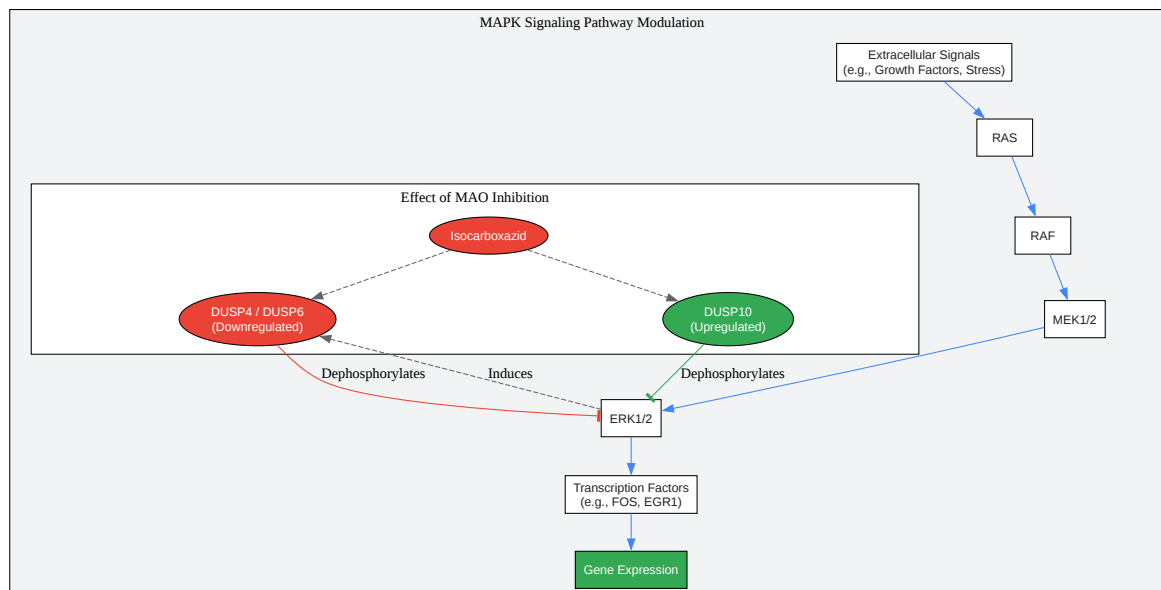 MAPK Signaling Pathway Modulation
Extracellular Signals
(e.g., Growth Factors, Stress)
RAS
Effect of MAO Inhibition
Isocarboxazid
RAF
DUSP4 / DUSP6
(Downregulated)
DUSP10
(Upregulated)
MEK1/2
Dephosphorylates
Induces
Dephosphorylates
ERK1/2
Transcription Factors
(e.g., FOS, EGR1)
Gene Expression